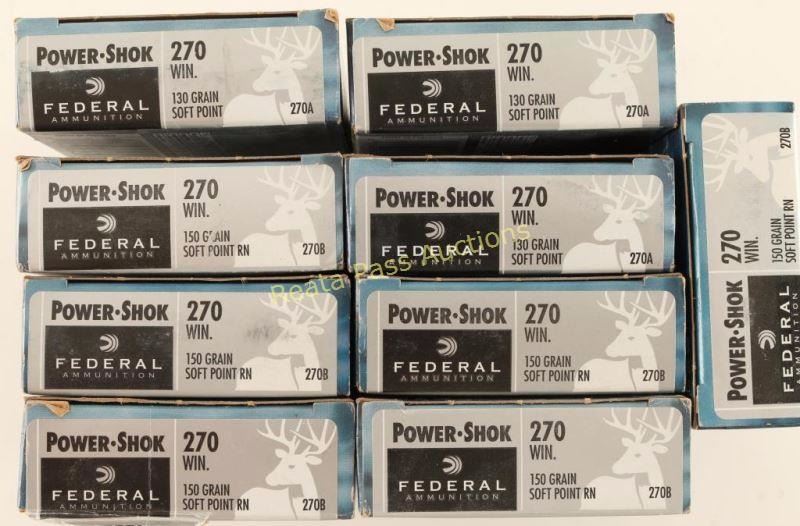 POWER•SHOK
270
WIN.
FEDERAL
AMMUNITION
130 GRAIN
SOFT POINT
270A
POWER•SHOK
270
WIN.
FEDERAL
AMMUNITION
130 GRAIN
SOFT POINT
270A
POWER•SHOK
270
WIN.
FEDERAL
AMMUNITION
150 GRAIN
SOFT POINT RN
270B
POWER•SHOK
270
WIN.
FEDERAL
AMMUNITION
130 GRAIN
SOFT POINT
270A
POWER•SHOK
270
WIN.
FEDERAL
AMMUNITION
150 GRAIN
SOFT POINT RN
270B
POWER•SHOK
270
WIN.
FEDERAL
AMMUNITION
150 GRAIN
SOFT POINT RN
270B
POWER•SHOK
270
WIN.
FEDERAL
AMMUNITION
150 GRAIN
SOFT POINT RN
270B
POWER•SHOK
270
WIN.
FEDERAL
AMMUNITION
150 GRAIN
SOFT POINT RN
270B
POWER•SHOK
270
WIN.
FEDERAL
AMMUNITION
150 GRAIN
SOFT POINT RN
270B
Reata Pass Auctions